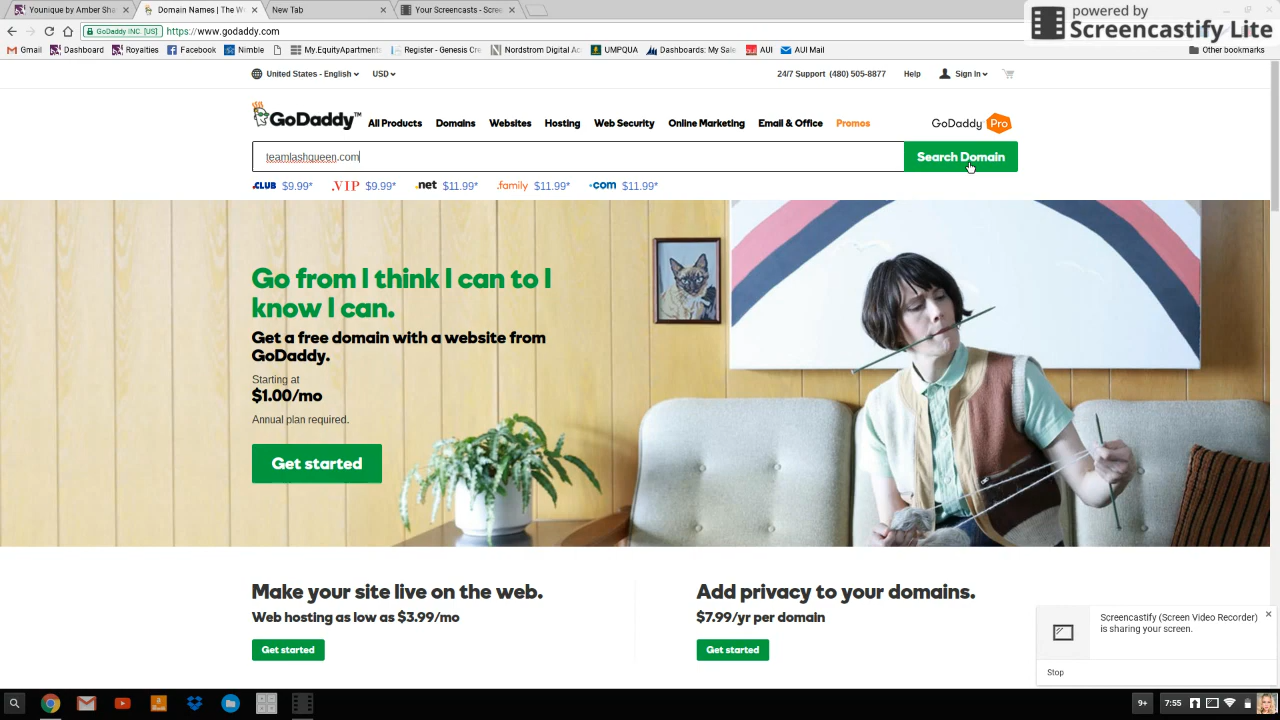 powered by
Screencastify Lite
Younique by Amber Sha
Domain Names | The W
New Tab
Your Screencasts - Scree
GoDaddy INC. [US] https://www.godaddy.com
Gmail Dashboard Royalties Facebook Nimble My.EquityApartments Register - Genesis Cre Nordstrom Digital Ac UMPQUA Dashboards: My Sale AUI AUI Mail Other bookmarks
United States - English USD 24/7 Support (480) 505-8877 Help Sign In
GoDaddy™ All Products Domains Websites Hosting Web Security Online Marketing Email & Office Promos GoDaddy Pro
teamlashqueen.com Search Domain
.CLUB $9.99* .VIP $9.99* .net $11.99* .family $11.99* .com $11.99*
Go from I think I can to I
know I can.
Get a free domain with a website from
GoDaddy.
Starting at
$1.00/mo
Annual plan required.
Get started
Make your site live on the web.
Web hosting as low as $3.99/mo
Get started
Add privacy to your domains.
$7.99/yr per domain
Get started
Screencastify (Screen Video Recorder)
is sharing your screen.
Stop
9+ 7:55